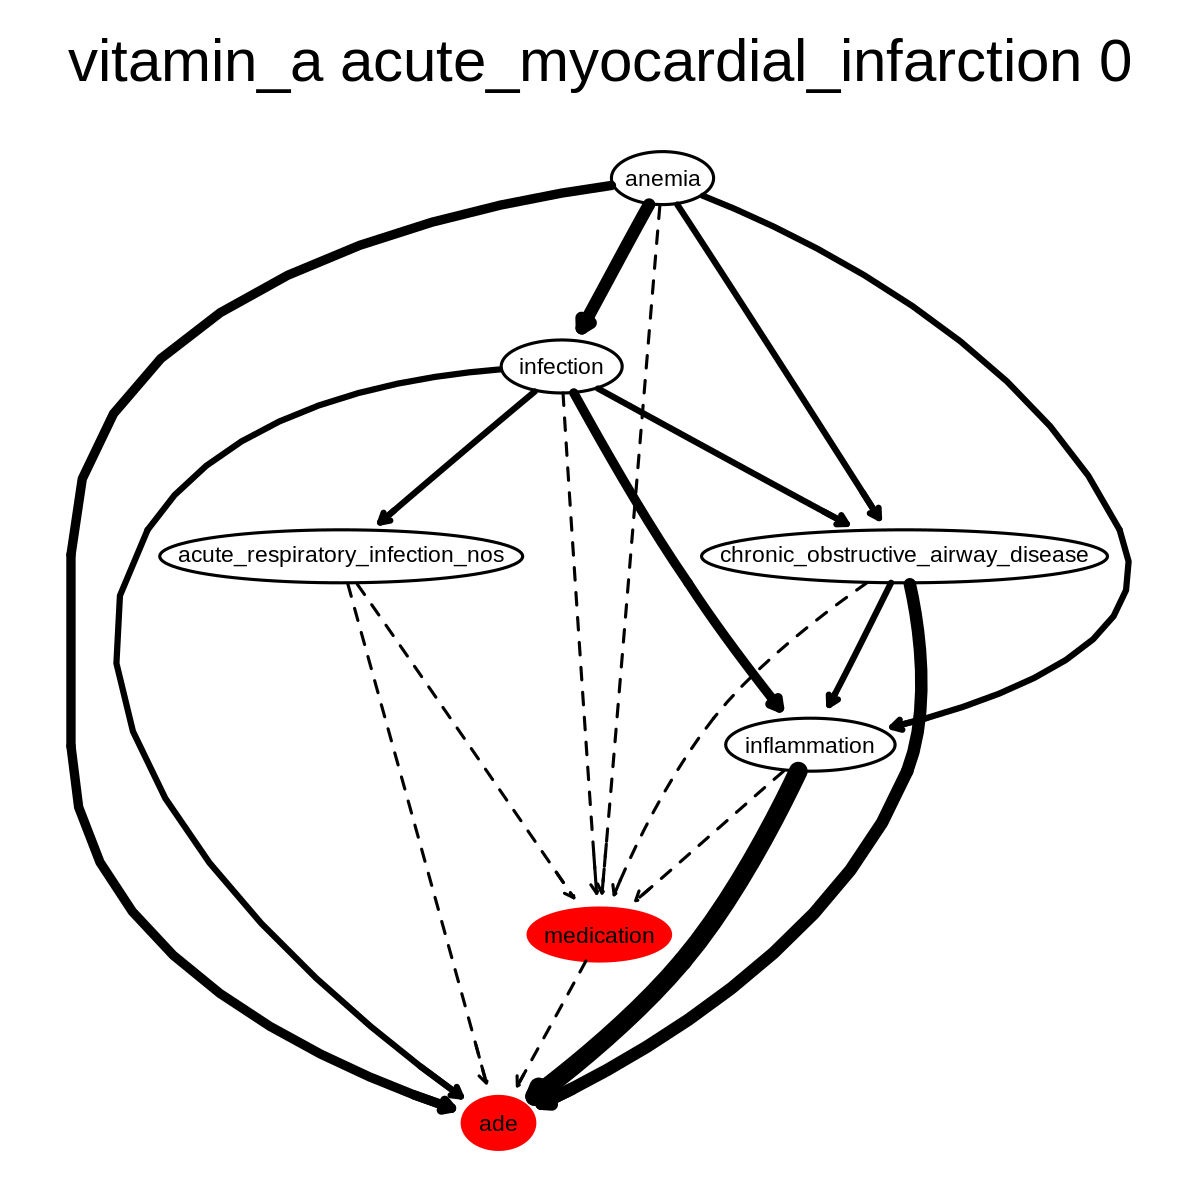 vitamin_a acute_myocardial_infarction 0
anemia
infection
acute_respiratory_infection_nos
chronic_obstructive_airway_disease
inflammation
medication
ade